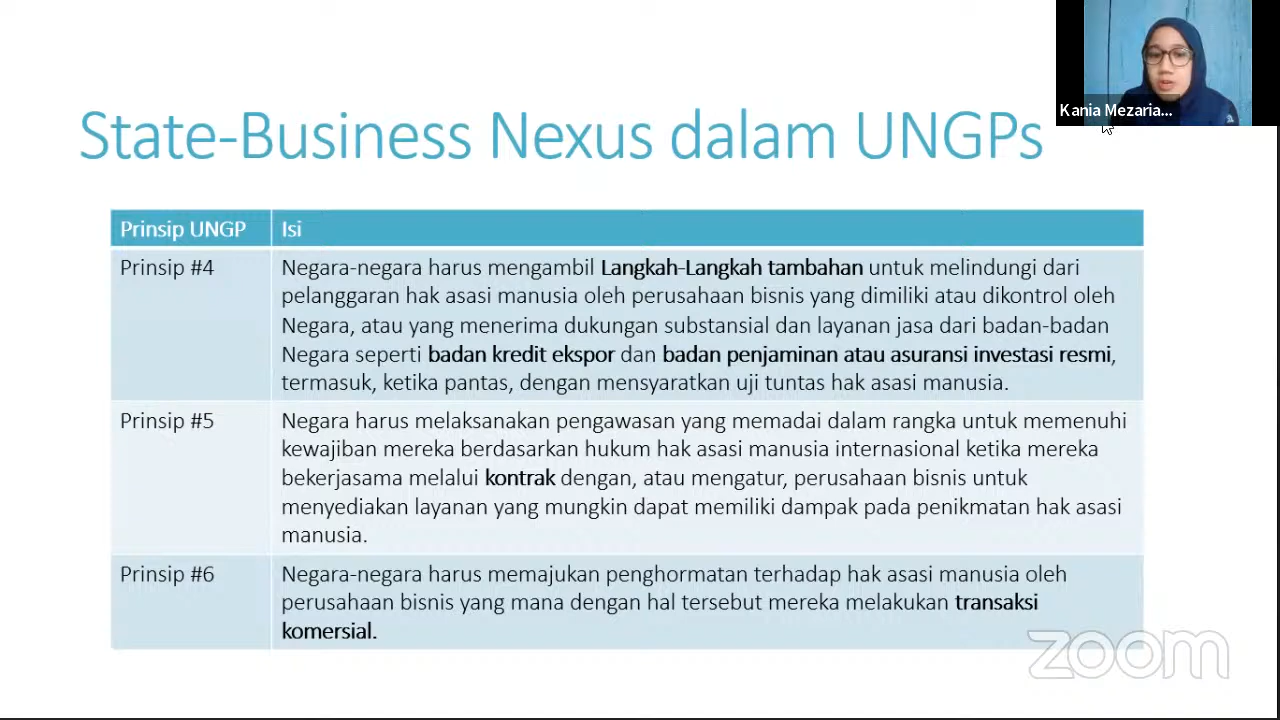 Kania Mezaria...
State-Business Nexus dalam UNGPs
Prinsip UNGP
Isi
Prinsip #4
Negara-negara harus mengambil Langkah-Langkah tambahan untuk melindungi dari
pelanggaran hak asasi manusia oleh perusahaan bisnis yang dimiliki atau dikontrol oleh
Negara, atau yang menerima dukungan substansial dan layanan jasa dari badan-badan
Negara seperti badan kredit ekspor dan badan penjaminan atau asuransi investasi resmi,
termasuk, ketika pantas, dengan mensyaratkan uji tuntas hak asasi manusia.
Prinsip #5
Negara harus melaksanakan pengawasan yang memadai dalam rangka untuk memenuhi
kewajiban mereka berdasarkan hukum hak asasi manusia internasional ketika mereka
bekerjasama melalui kontrak dengan, atau mengatur, perusahaan bisnis untuk
menyediakan layanan yang mungkin dapat memiliki dampak pada penikmatan hak asasi
manusia.
Prinsip #6
Negara-negara harus memajukan penghormatan terhadap hak asasi manusia oleh
perusahaan bisnis yang mana dengan hal tersebut mereka melakukan transaksi
komersial.
zoom